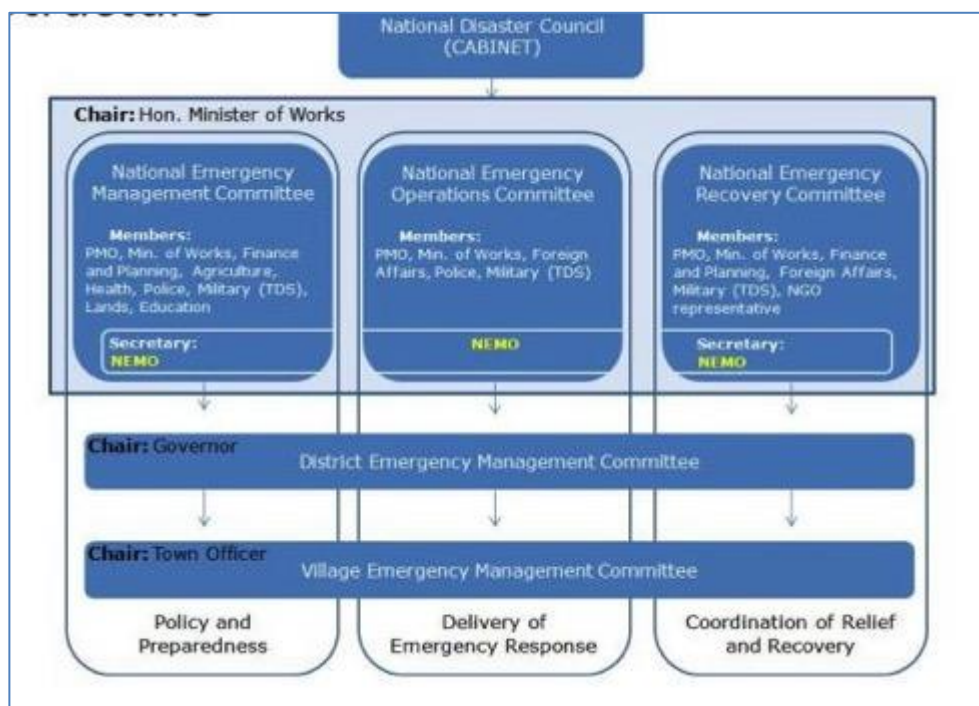 National Disaster Council
(CABINET)
Chair: Hon. Minister of Works
National Emergency
Management Committee
Members:
PMO, Min. of Works, Finance
and Planning, Agriculture,
Health, Police, Military (TDS),
Lands, Education
Secretary:
NEMO
National Emergency
Operations Committee
Members:
PMO, Min. of Works, Foreign
Affairs, Police, Military (TDS)
NEMO
National Emergency
Recovery Committee
Members:
PMO, Min. of Works, Finance
and Planning, Foreign Affairs,
Military (TDS), NGO
representative
Secretary:
NEMO
Chair: Governor
District Emergency Management Committee
Chair: Town Officer
Village Emergency Management Committee
Policy and
Preparedness
Delivery of
Emergency Response
Coordination of Relief
and Recovery